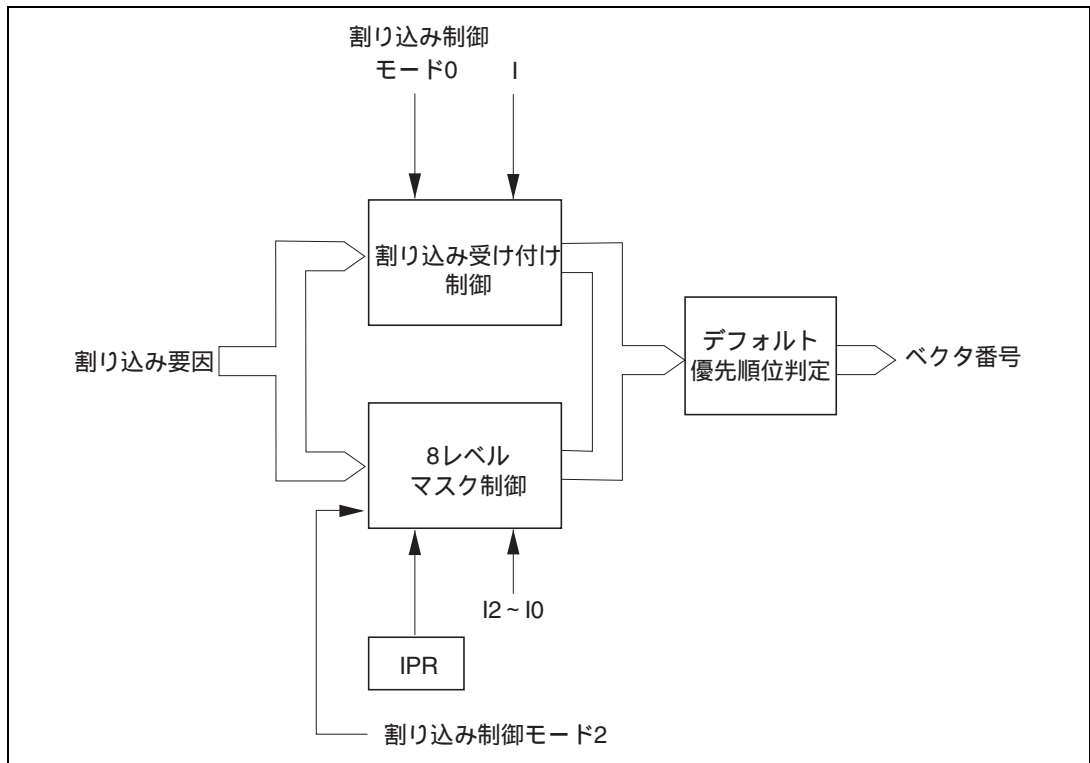 割り込み制御
モード0
I
割り込み受け付け
制御
割り込み要因
デフォルト
優先順位判定
ベクタ番号
8レベル
マスク制御
I2~I0
IPR
割り込み制御モード2